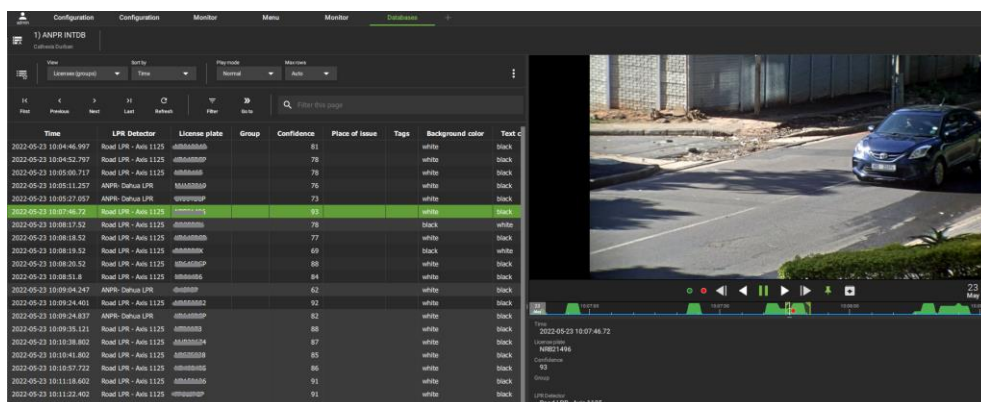 admin Configuration Configuration Monitor Menu Monitor Databases +
1) ANPR INTDB
View Sort by Play mode Max rows
Licenses (groups) Time Normal Auto
First Previous Next Last Refresh Filter Go to Filter this page
Time LPR Detector License plate Group Confidence Place of issue Tags Background color Text c
2022-05-23 10:04:46.997 Road LPR - Axis 1125 81 white black
2022-05-23 10:04:52.797 Road LPR - Axis 1125 78 white black
2022-05-23 10:05:00.717 Road LPR - Axis 1125 78 white black
2022-05-23 10:05:11.257 ANPR- Dahua LPR 76 white black
2022-05-23 10:05:27.057 ANPR- Dahua LPR 73 white black
2022-05-23 10:07:46.72 Road LPR - Axis 1125 93 white black
2022-05-23 10:08:17.52 Road LPR - Axis 1125 78 black white
2022-05-23 10:08:18.52 Road LPR - Axis 1125 77 white black
2022-05-23 10:08:19.52 Road LPR - Axis 1125 69 black white
2022-05-23 10:08:20.52 Road LPR - Axis 1125 88 white black
2022-05-23 10:08:51.8 Road LPR - Axis 1125 84 white black
2022-05-23 10:09:04.247 ANPR- Dahua LPR 62 white black
2022-05-23 10:09:24.401 Road LPR - Axis 1125 92 white black
2022-05-23 10:09:24.837 ANPR- Dahua LPR 82 white black
2022-05-23 10:09:35.121 Road LPR - Axis 1125 88 white black
2022-05-23 10:10:38.802 Road LPR - Axis 1125 87 white black
2022-05-23 10:10:41.802 Road LPR - Axis 1125 85 white black
2022-05-23 10:10:57.722 Road LPR - Axis 1125 86 white black
2022-05-23 10:11:18.602 Road LPR - Axis 1125 91 white black
2022-05-23 10:11:22.402 Road LPR - Axis 1125 91 white black
23
May
23
May
Time
2022-05-23 10:07:46.72
License plate
NRB21496
Confidence
93
Group
LPR Detector